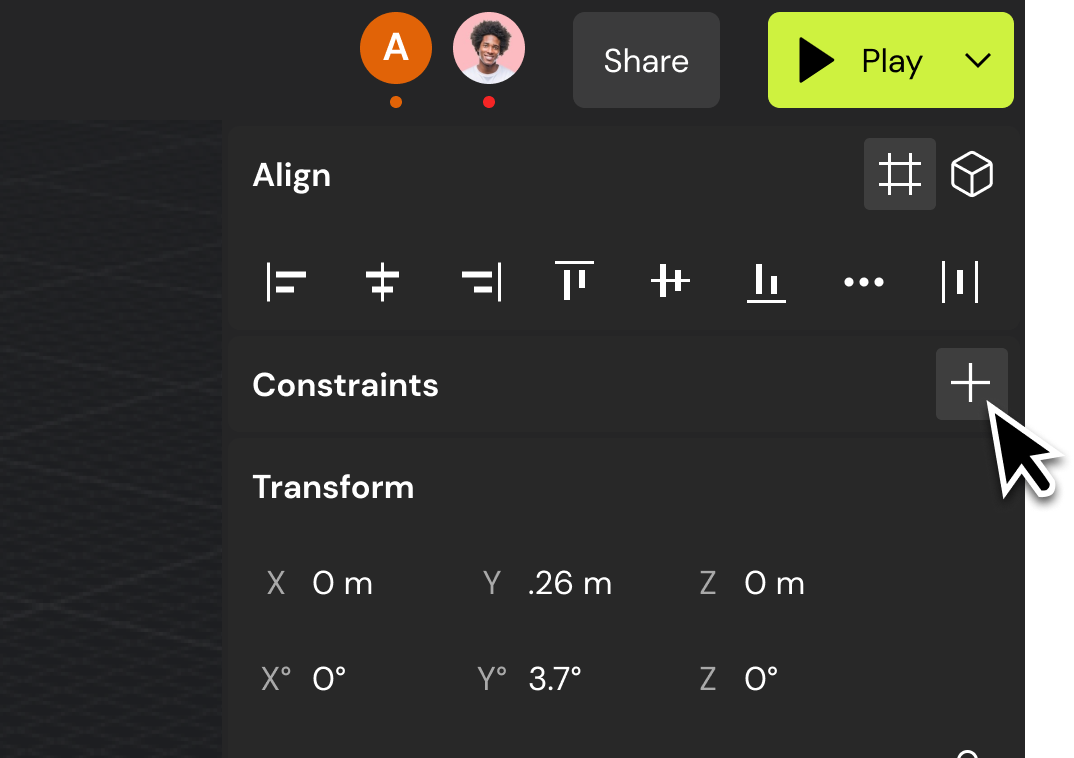 A
Share
Play
Align
Constraints
Transform
X 0 m Y .26 m Z 0 m
X° 0° Y° 3.7° Z 0°